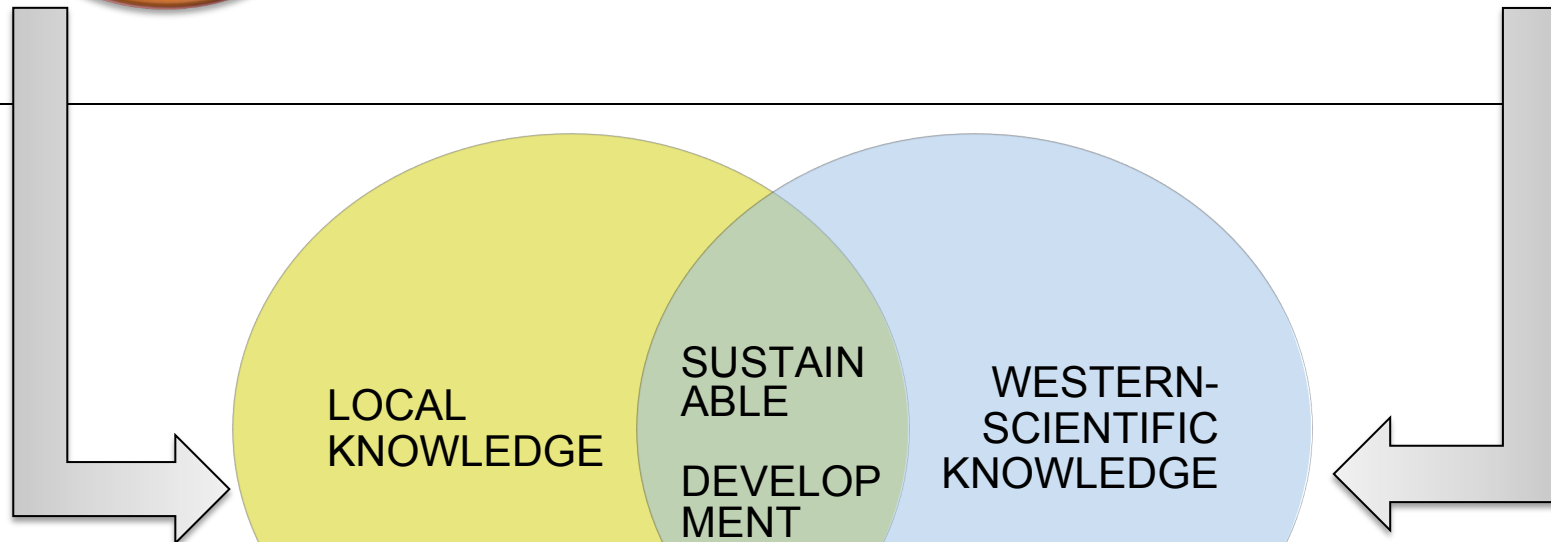 LOCAL
KNOWLEDGE
SUSTAIN
ABLE
DEVELOP
MENT
WESTERN-
SCIENTIFIC
KNOWLEDGE